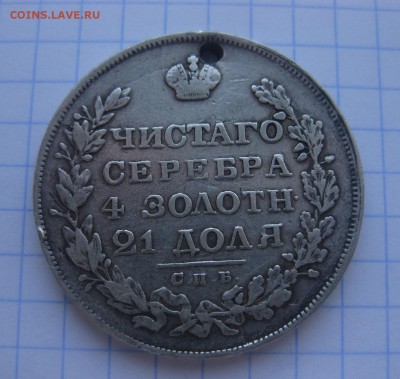 COINS.LAVE.RU
ЧИСТАГО
СЕРЕБРА
4 ЗОЛОТН
21 ДОЛЯ
С.П.Б.